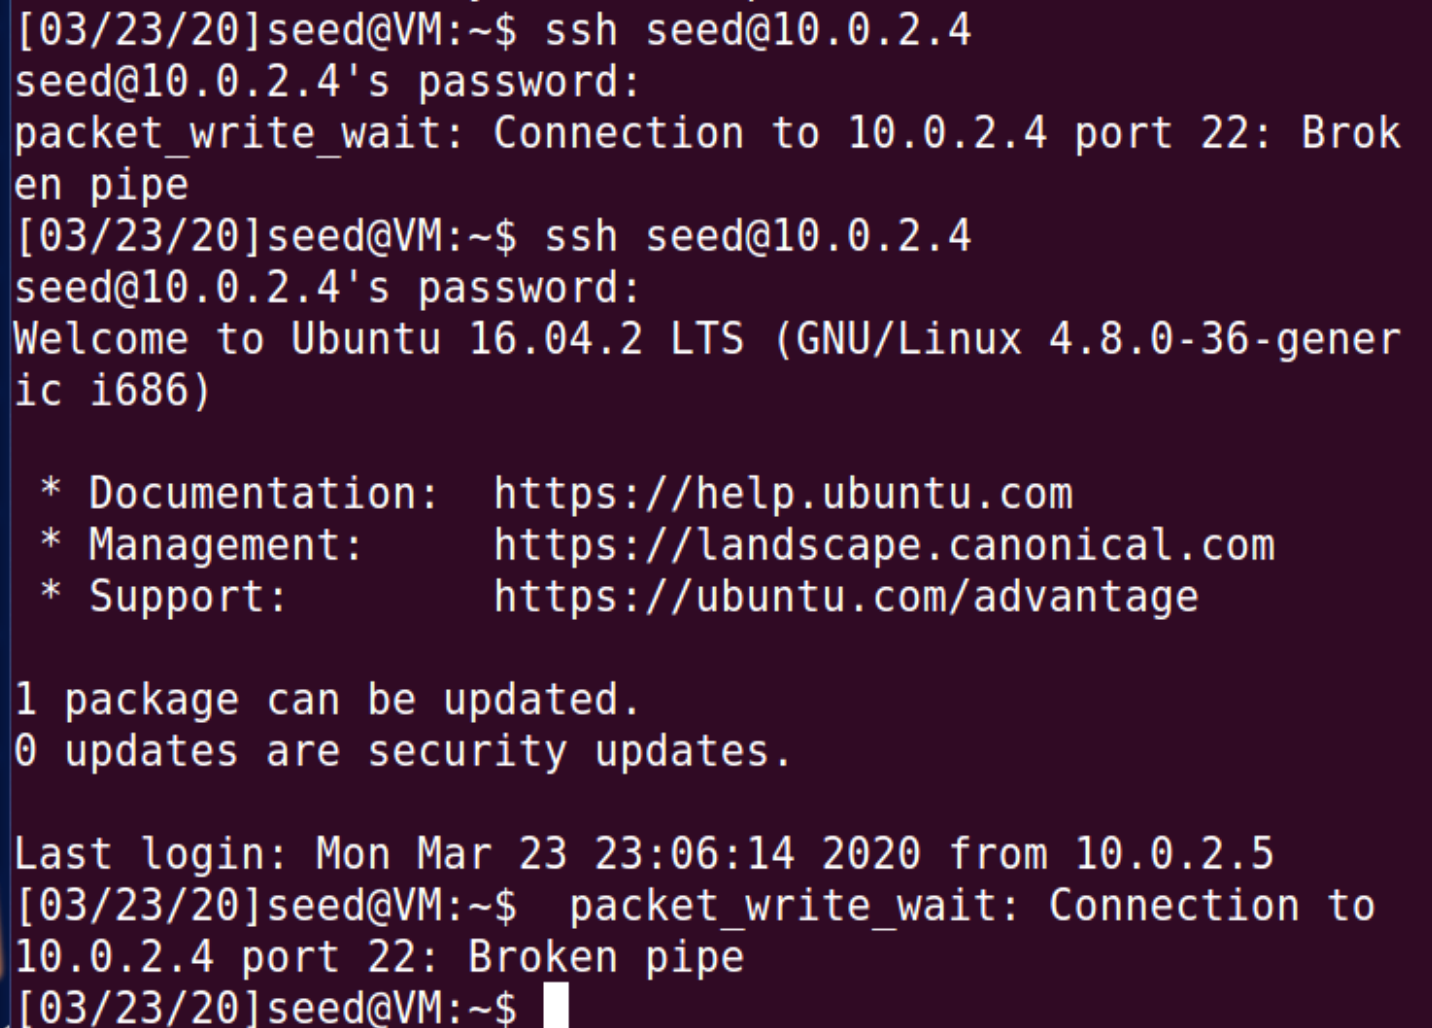 [03/23/20]seed@VM:~$ ssh seed@10.0.2.4
seed@10.0.2.4's password:
packet_write_wait: Connection to 10.0.2.4 port 22: Brok
en pipe
[03/23/20]seed@VM:~$ ssh seed@10.0.2.4
seed@10.0.2.4's password:
Welcome to Ubuntu 16.04.2 LTS (GNU/Linux 4.8.0-36-gener
ic i686)

 * Documentation:  https://help.ubuntu.com
 * Management:     https://landscape.canonical.com
 * Support:        https://ubuntu.com/advantage

1 package can be updated.
0 updates are security updates.

Last login: Mon Mar 23 23:06:14 2020 from 10.0.2.5
[03/23/20]seed@VM:~$  packet_write_wait: Connection to
10.0.2.4 port 22: Broken pipe
[03/23/20]seed@VM:~$